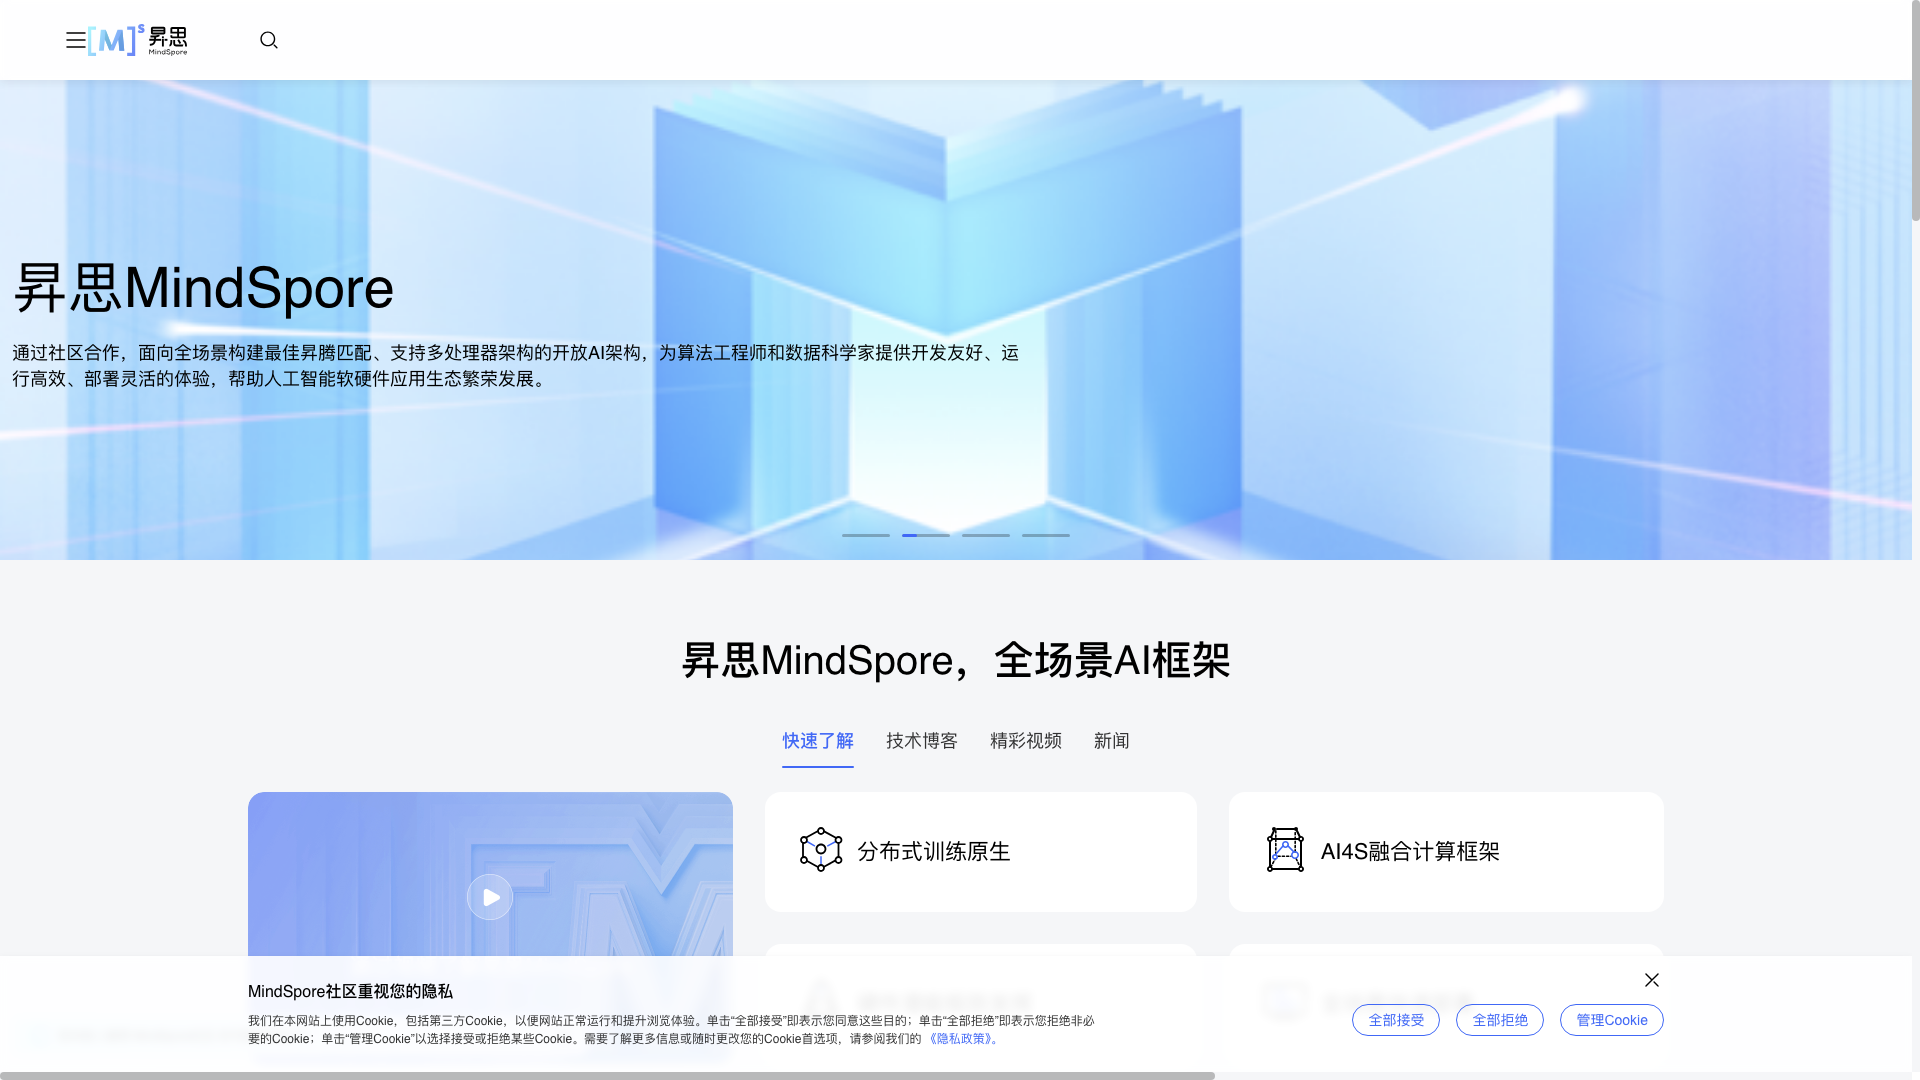 [M]s 昇思
MindSpore
昇思MindSpore
通过社区合作，面向全场景构建最佳昇腾匹配、支持多处理器架构的开放AI架构，为算法工程师和数据科学家提供开发友好、运
行高效、部署灵活的体验，帮助人工智能软硬件应用生态繁荣发展。
昇思MindSpore，全场景AI框架
快速了解 技术博客 精彩视频 新闻
分布式训练原生
AI4S融合计算框架
MindSpore社区重视您的隐私
我们在本网站上使用Cookie，包括第三方Cookie，以便网站正常运行和提升浏览体验。单击“全部接受”即表示您同意这些目的；单击“全部拒绝”即表示您拒绝非必
要的Cookie；单击“管理Cookie”以选择接受或拒绝某些Cookie。需要了解更多信息或随时更改您的Cookie首选项，请参阅我们的 《隐私政策》。
全部接受 全部拒绝 管理Cookie